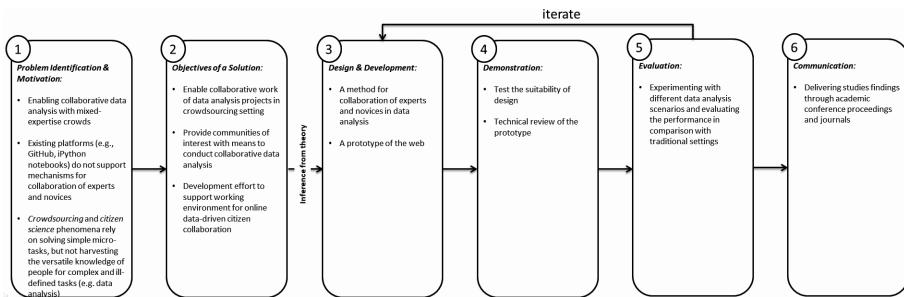 iterate
1
Problem Identification &
Motivation:
• Enabling collaborative data
analysis with mixed-
expertise crowds
• Existing platforms (e.g.,
GitHub, iPython
notebooks) do not support
mechanisms for
collaboration of experts
and novices
• Crowdsourcing and citizen
science phenomena rely
on solving simple micro-
tasks, but not harvesting
the versatile knowledge of
people for complex and ill-
defined tasks (e.g. data
analysis)
2
Objectives of a Solution:
• Enable collaborative work
of data analysis projects in
crowdsourcing setting
• Provide communities of
interest with means to
conduct collaborative data
analysis
• Development effort to
support working
environment for online
data-driven citizen
collaboration
Inference from theory
3
Design & Development:
• A method for
collaboration of experts
and novices in data
analysis
• A prototype of the web
4
Demonstration:
• Test the suitability of
design
• Technical review of the
prototype
5
Evaluation:
• Experimenting with
different data analysis
scenarios and evaluating
the performance in
comparison with
traditional settings
6
Communication:
• Delivering studies findings
through academic
conference proceedings
and journals